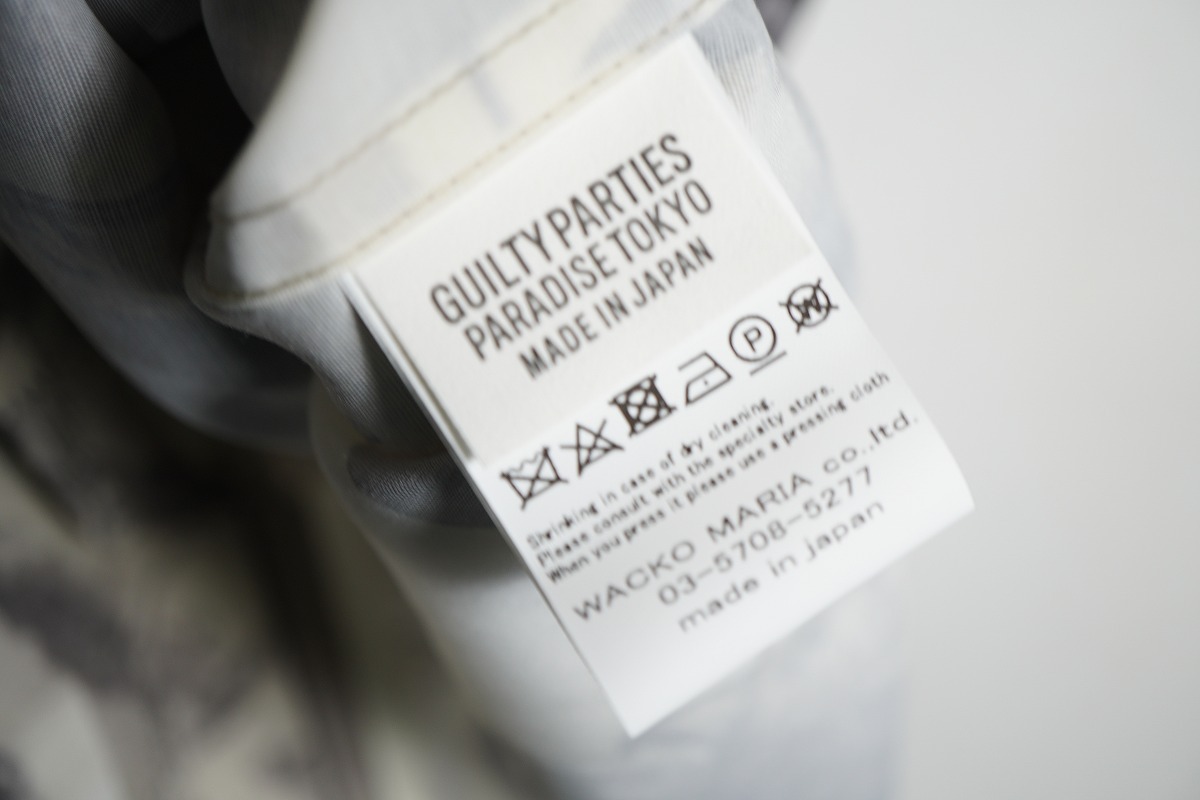 GUILTY PARTIES
PARADISE TOKYO
MADE IN JAPAN
P W
Shrinking in case of dry cleaning.
Please consult with the specialty store.
When you press it please use a pressing cloth
WACKO MARIA co.,ltd.
03-5708-5277
made in japan